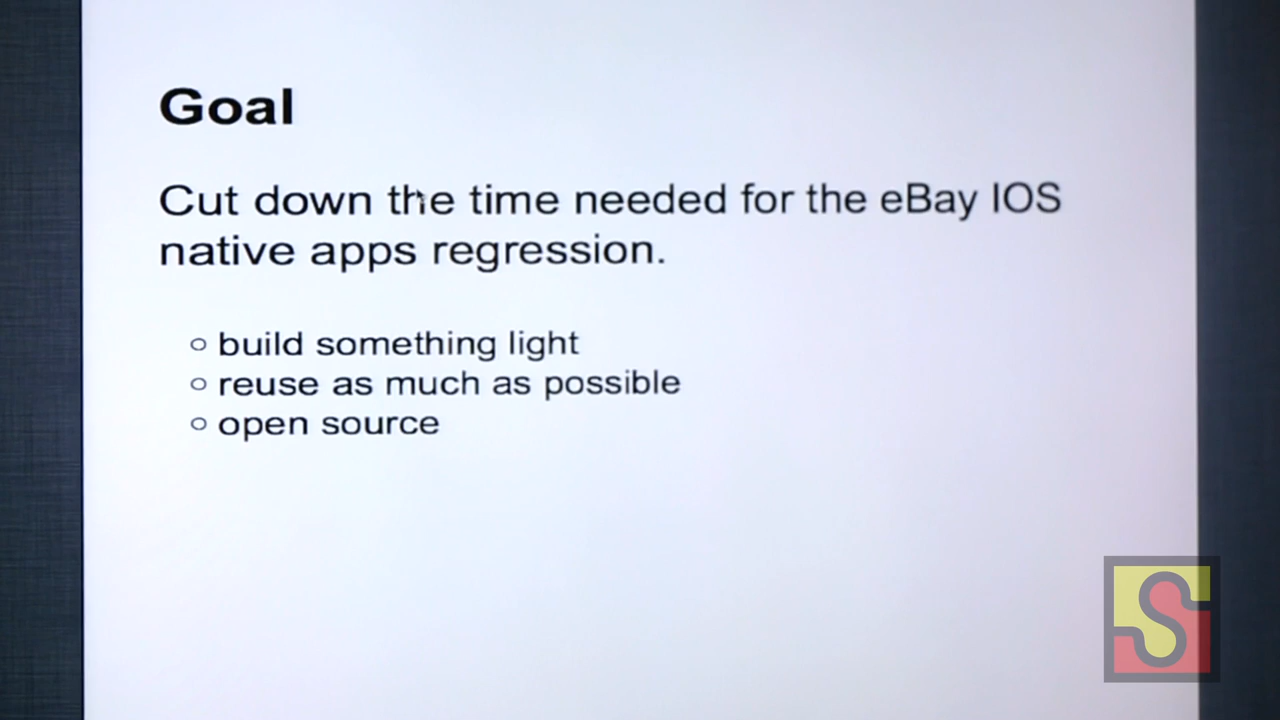 Goal
Cut down the time needed for the eBay IOS
native apps regression.
build something light
reuse as much as possible
open source
S